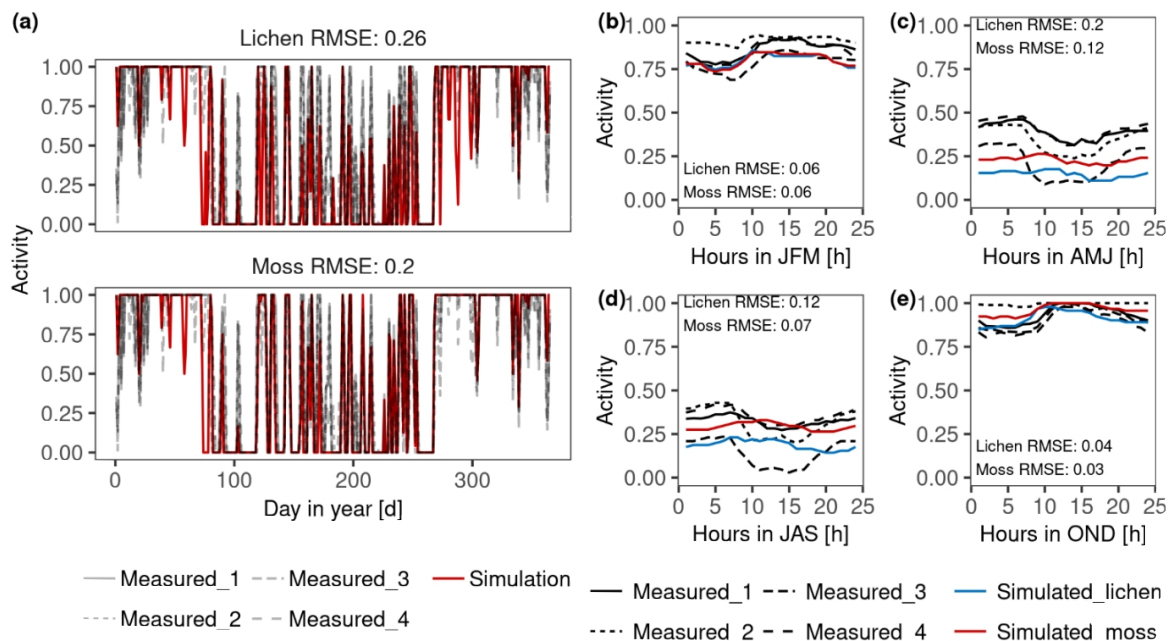 (a)
Lichen RMSE: 0.26
1.00
0.75
0.50
0.25
0.00
Moss RMSE: 0.2
1.00
0.75
0.50
0.25
0.00
Activity
0 100 200 300
Day in year [d]
Measured_1 Measured_3 Simulation
Measured_2 Measured_4
(b)
1.00
0.75
0.50
0.25
0.00
Activity
Lichen RMSE: 0.06
Moss RMSE: 0.06
0 5 10 15 20 25
Hours in JFM [h]
(c)
1.00
0.75
0.50
0.25
0.00
Activity
Lichen RMSE: 0.2
Moss RMSE: 0.12
0 5 10 15 20 25
Hours in AMJ [h]
(d)
1.00
0.75
0.50
0.25
0.00
Activity
Lichen RMSE: 0.12
Moss RMSE: 0.07
0 5 10 15 20 25
Hours in JAS [h]
(e)
1.00
0.75
0.50
0.25
0.00
Activity
Lichen RMSE: 0.04
Moss RMSE: 0.03
0 5 10 15 20 25
Hours in OND [h]
Measured_1 Measured_3 Simulated_lichen
Measured_2 Measured_4 Simulated_moss